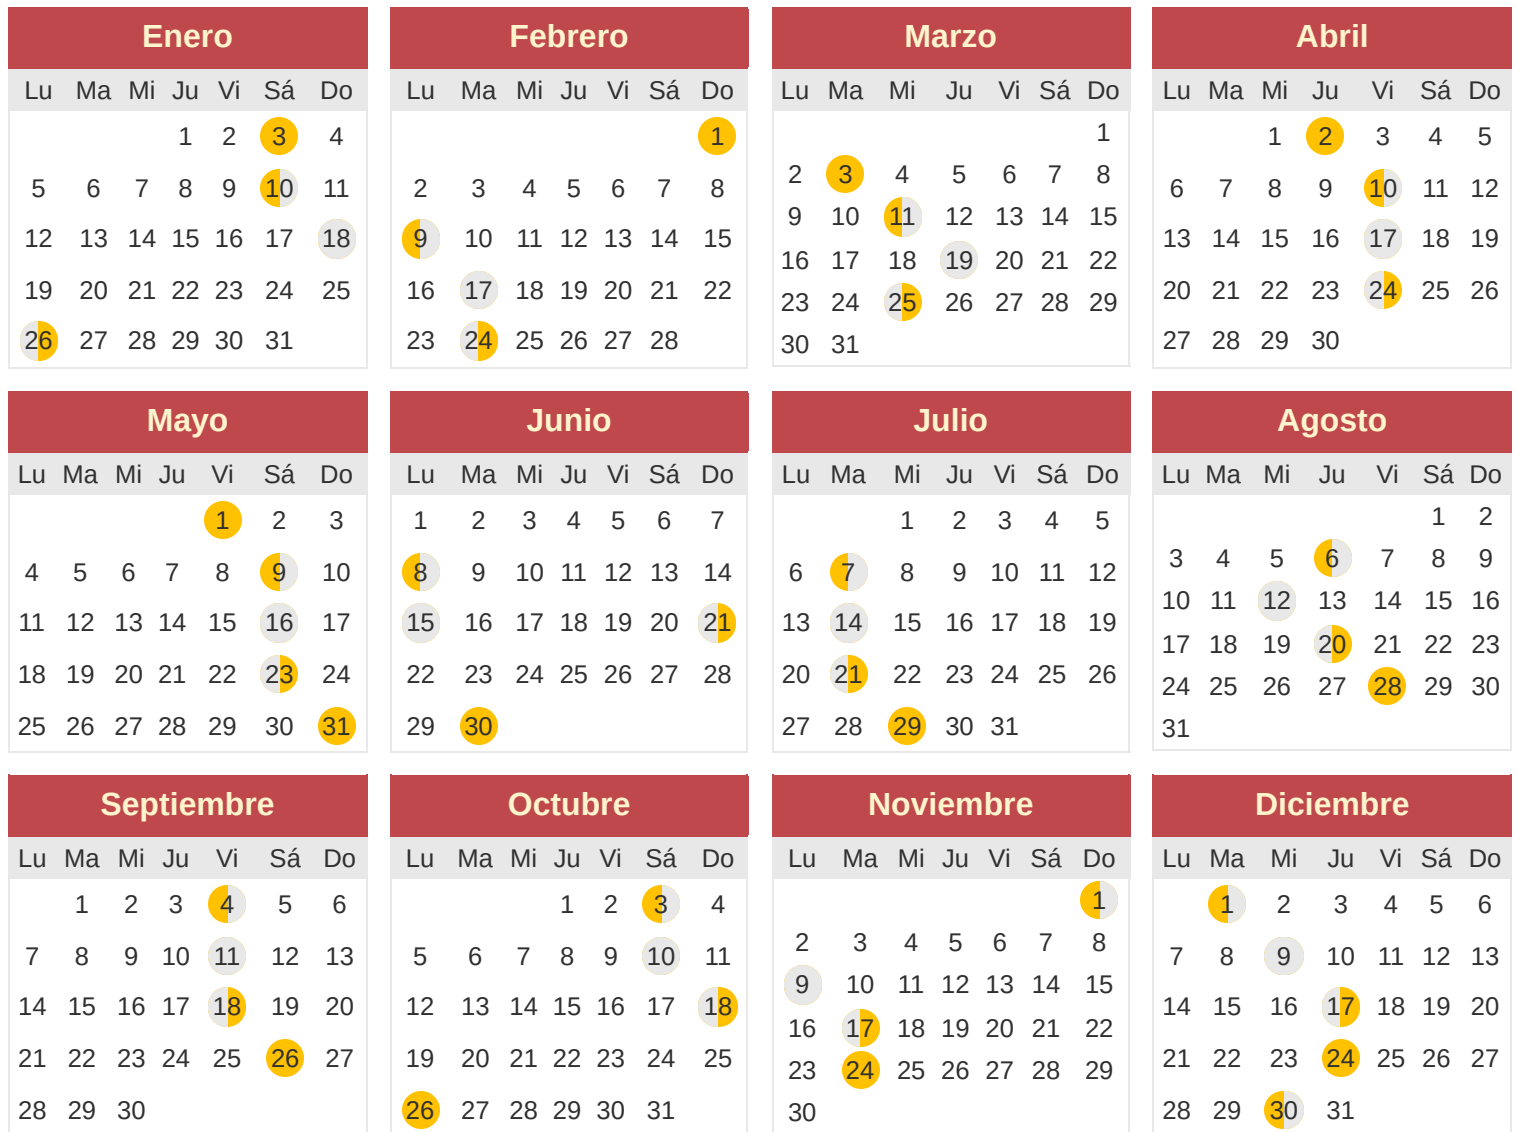 Enero
Lu Ma Mi Ju Vi Sá Do
1 2 3 4
5 6 7 8 9 10 11
12 13 14 15 16 17 18
19 20 21 22 23 24 25
26 27 28 29 30 31
Febrero
Lu Ma Mi Ju Vi Sá Do
1
2 3 4 5 6 7 8
9 10 11 12 13 14 15
16 17 18 19 20 21 22
23 24 25 26 27 28
Marzo
Lu Ma Mi Ju Vi Sá Do
1
2 3 4 5 6 7 8
9 10 11 12 13 14 15
16 17 18 19 20 21 22
23 24 25 26 27 28 29
30 31
Abril
Lu Ma Mi Ju Vi Sá Do
1 2 3 4 5
6 7 8 9 10 11 12
13 14 15 16 17 18 19
20 21 22 23 24 25 26
27 28 29 30
Mayo
Lu Ma Mi Ju Vi Sá Do
1 2 3
4 5 6 7 8 9 10
11 12 13 14 15 16 17
18 19 20 21 22 23 24
25 26 27 28 29 30 31
Junio
Lu Ma Mi Ju Vi Sá Do
1 2 3 4 5 6 7
8 9 10 11 12 13 14
15 16 17 18 19 20 21
22 23 24 25 26 27 28
29 30
Julio
Lu Ma Mi Ju Vi Sá Do
1 2 3 4 5
6 7 8 9 10 11 12
13 14 15 16 17 18 19
20 21 22 23 24 25 26
27 28 29 30 31
Agosto
Lu Ma Mi Ju Vi Sá Do
1 2
3 4 5 6 7 8 9
10 11 12 13 14 15 16
17 18 19 20 21 22 23
24 25 26 27 28 29 30
31
Septiembre
Lu Ma Mi Ju Vi Sá Do
1 2 3 4 5 6
7 8 9 10 11 12 13
14 15 16 17 18 19 20
21 22 23 24 25 26 27
28 29 30
Octubre
Lu Ma Mi Ju Vi Sá Do
1 2 3 4
5 6 7 8 9 10 11
12 13 14 15 16 17 18
19 20 21 22 23 24 25
26 27 28 29 30 31
Noviembre
Lu Ma Mi Ju Vi Sá Do
1
2 3 4 5 6 7 8
9 10 11 12 13 14 15
16 17 18 19 20 21 22
23 24 25 26 27 28 29
30
Diciembre
Lu Ma Mi Ju Vi Sá Do
1 2 3 4 5 6
7 8 9 10 11 12 13
14 15 16 17 18 19 20
21 22 23 24 25 26 27
28 29 30 31